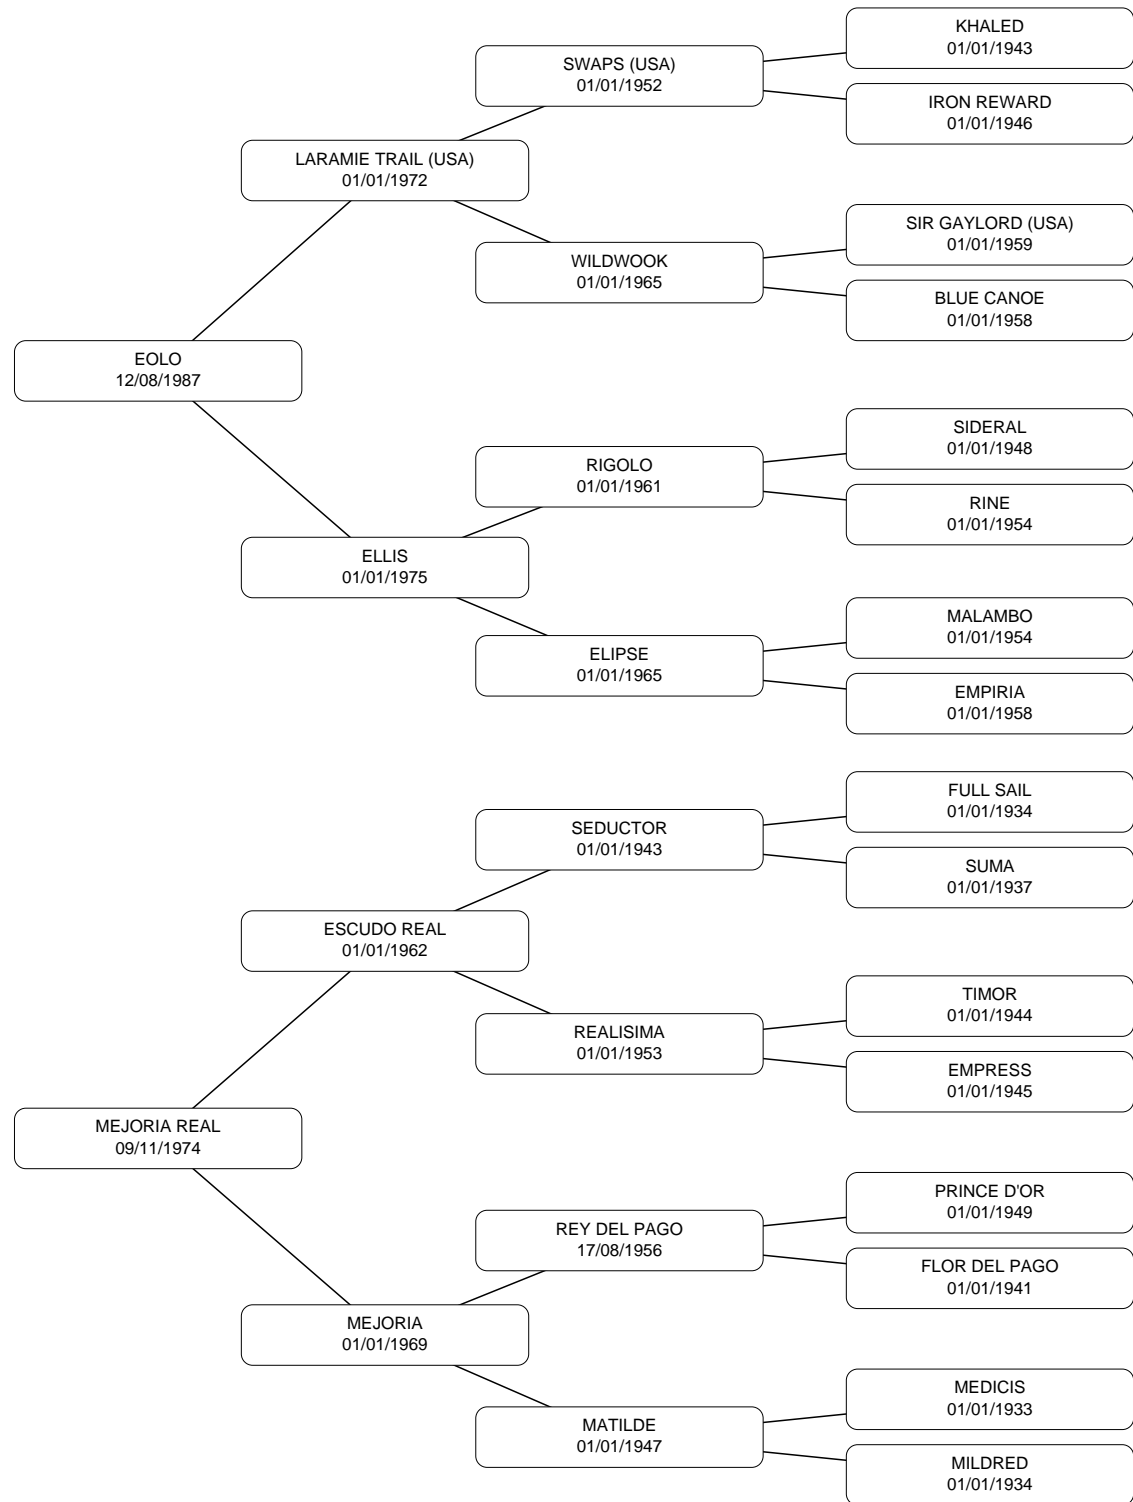 KHALED
01/01/1943
SWAPS (USA)
01/01/1952
IRON REWARD
01/01/1946
LARAMIE TRAIL (USA)
01/01/1972
SIR GAYLORD (USA)
01/01/1959
WILDWOOK
01/01/1965
BLUE CANOE
01/01/1958
EOLO
12/08/1987
SIDERAL
01/01/1948
RIGOLO
01/01/1961
RINE
01/01/1954
ELLIS
01/01/1975
MALAMBO
01/01/1954
ELIPSE
01/01/1965
EMPIRIA
01/01/1958
FULL SAIL
01/01/1934
SEDUCTOR
01/01/1943
SUMA
01/01/1937
ESCUDO REAL
01/01/1962
TIMOR
01/01/1944
REALISIMA
01/01/1953
EMPRESS
01/01/1945
MEJORIA REAL
09/11/1974
PRINCE D'OR
01/01/1949
REY DEL PAGO
17/08/1956
FLOR DEL PAGO
01/01/1941
MEJORIA
01/01/1969
MEDICIS
01/01/1933
MATILDE
01/01/1947
MILDRED
01/01/1934